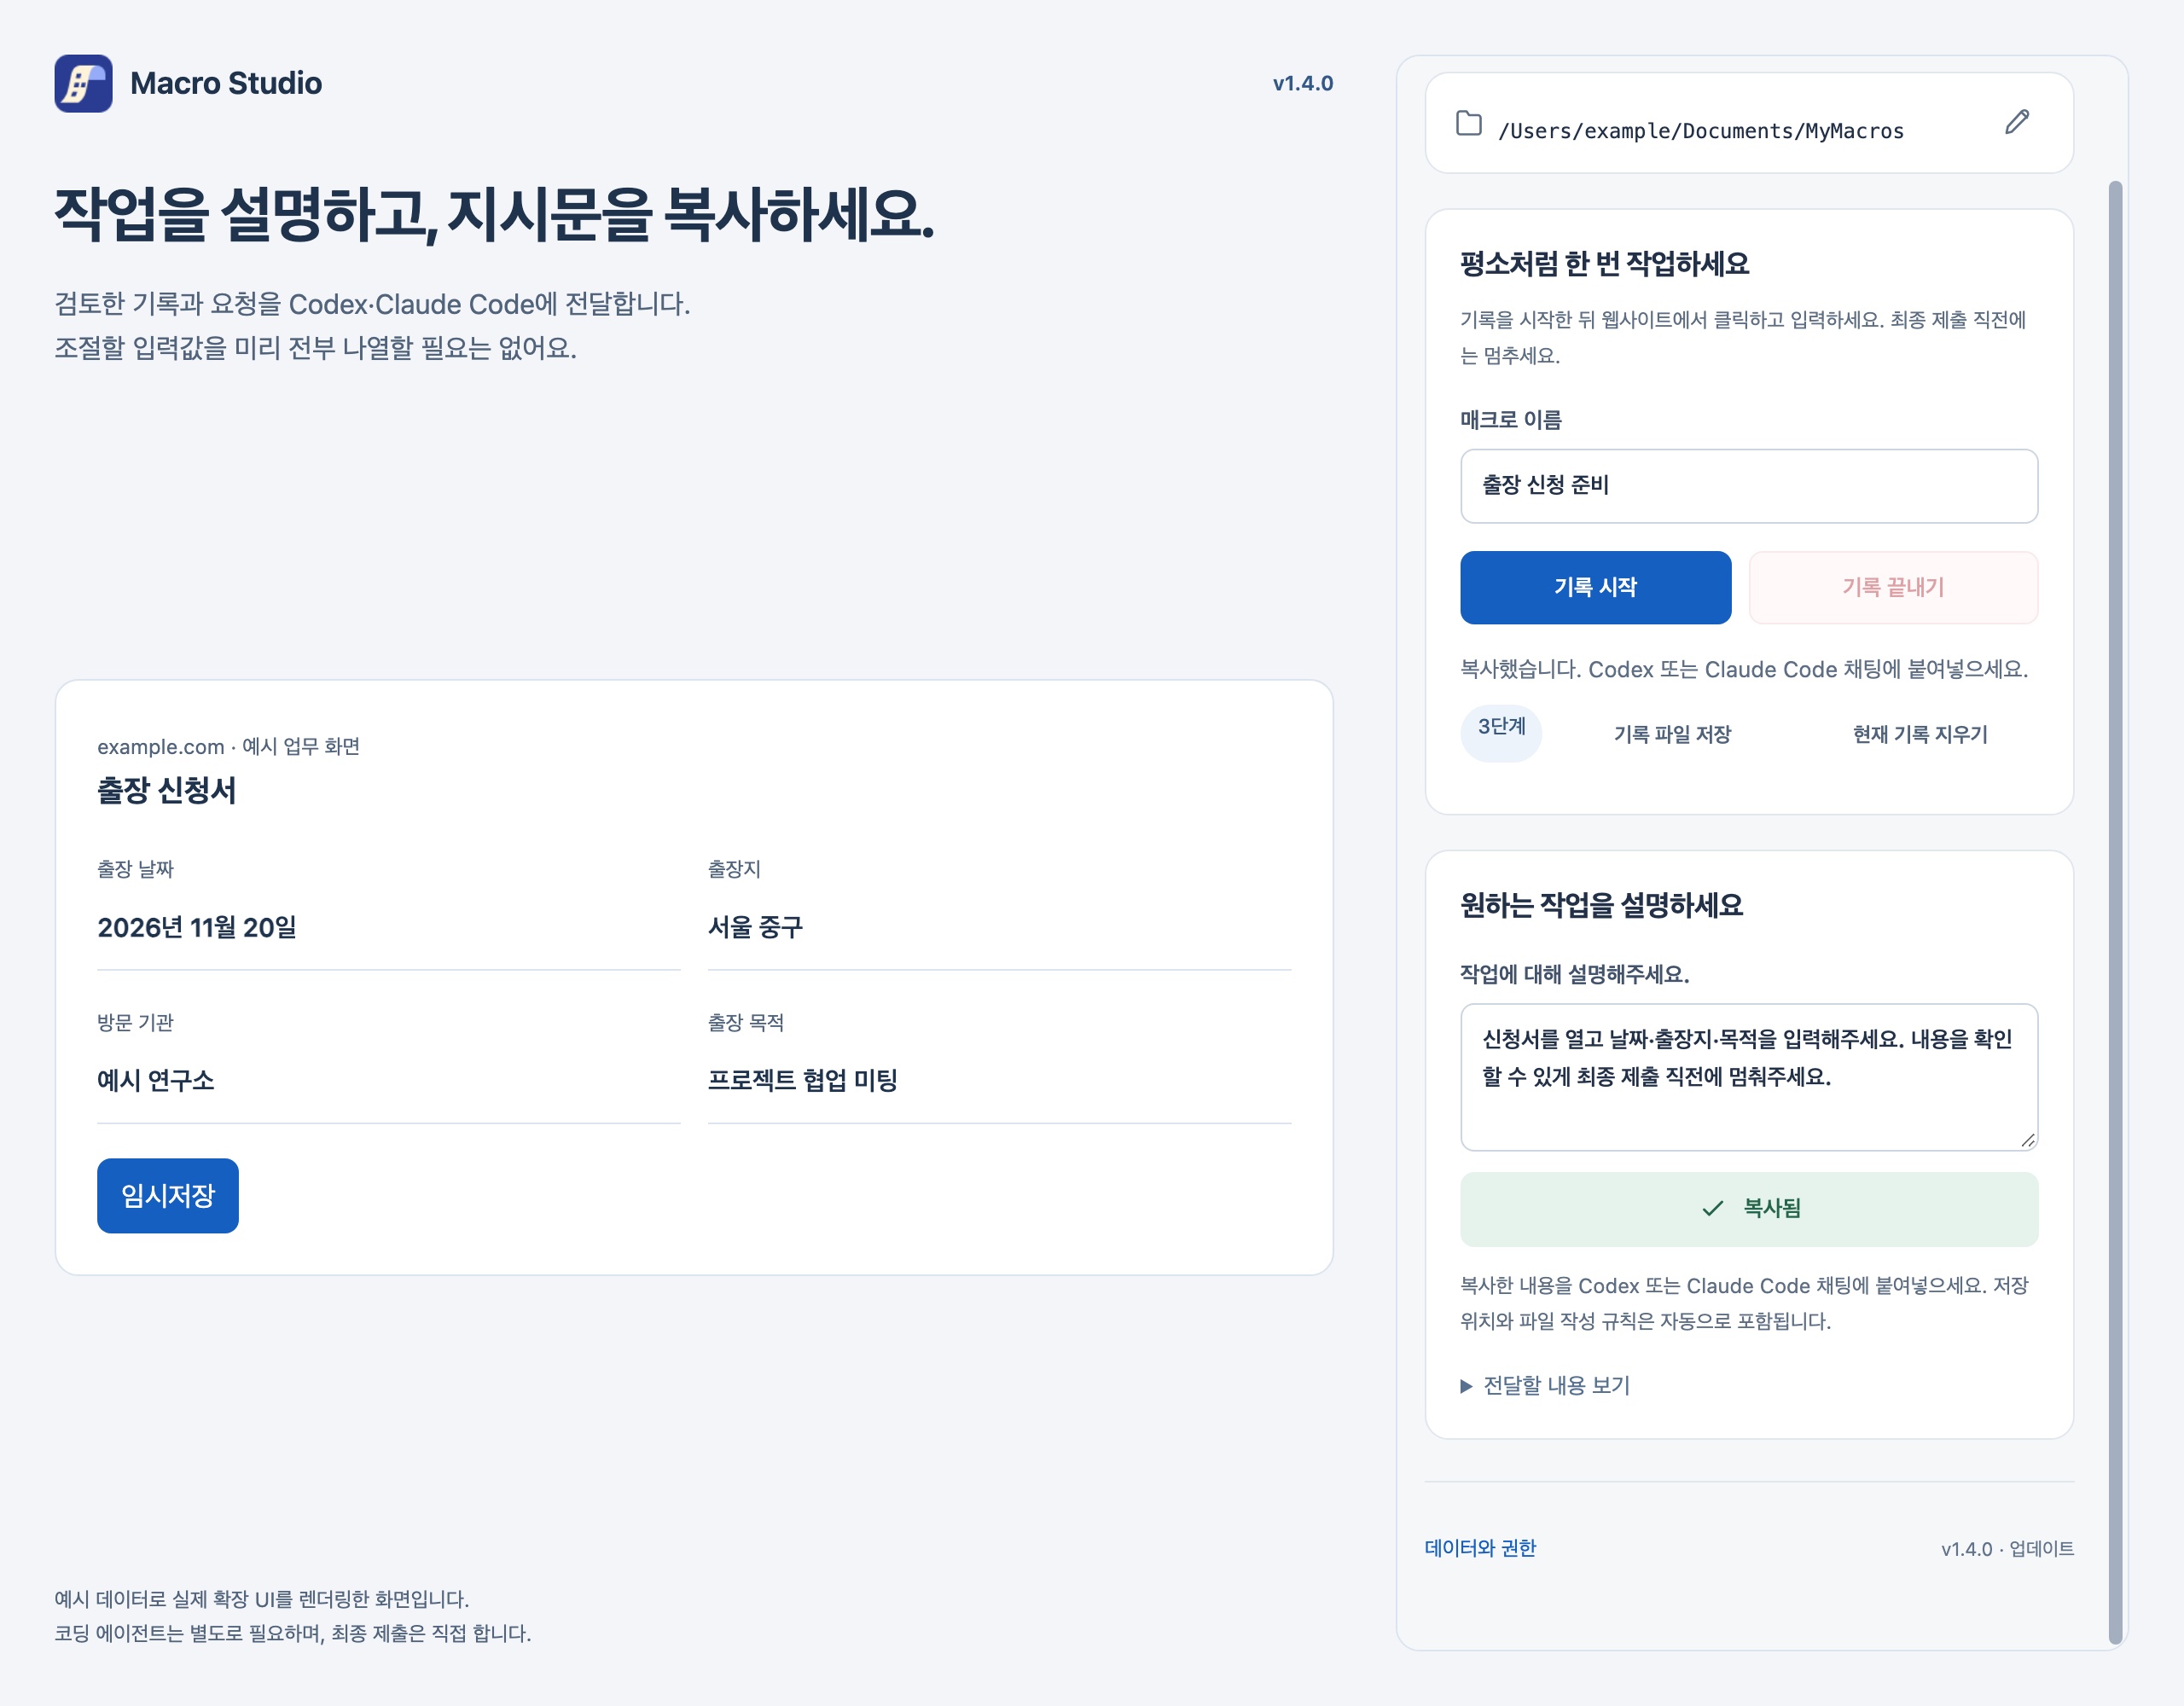 Macro Studio
v1.4.0
작업을 설명하고, 지시문을 복사하세요.
검토한 기록과 요청을 Codex·Claude Code에 전달합니다.
조절할 입력값을 미리 전부 나열할 필요는 없어요.
example.com · 예시 업무 화면
출장 신청서
출장 날짜
출장지
2026년 11월 20일
서울 중구
방문 기관
출장 목적
예시 연구소
프로젝트 협업 미팅
임시저장
예시 데이터로 실제 확장 UI를 렌더링한 화면입니다.
코딩 에이전트는 별도로 필요하며, 최종 제출은 직접 합니다.
/Users/example/Documents/MyMacros
평소처럼 한 번 작업하세요
기록을 시작한 뒤 웹사이트에서 클릭하고 입력하세요. 최종 제출 직전에
는 멈추세요.
매크로 이름
출장 신청 준비
기록 시작
기록 끝내기
복사했습니다. Codex 또는 Claude Code 채팅에 붙여넣으세요.
3단계
기록 파일 저장
현재 기록 지우기
원하는 작업을 설명하세요
작업에 대해 설명해주세요.
신청서를 열고 날짜·출장지·목적을 입력해주세요. 내용을 확인
할 수 있게 최종 제출 직전에 멈춰주세요.
복사됨
복사한 내용을 Codex 또는 Claude Code 채팅에 붙여넣으세요. 저장
위치와 파일 작성 규칙은 자동으로 포함됩니다.
전달할 내용 보기
데이터와 권한
v1.4.0 · 업데이트